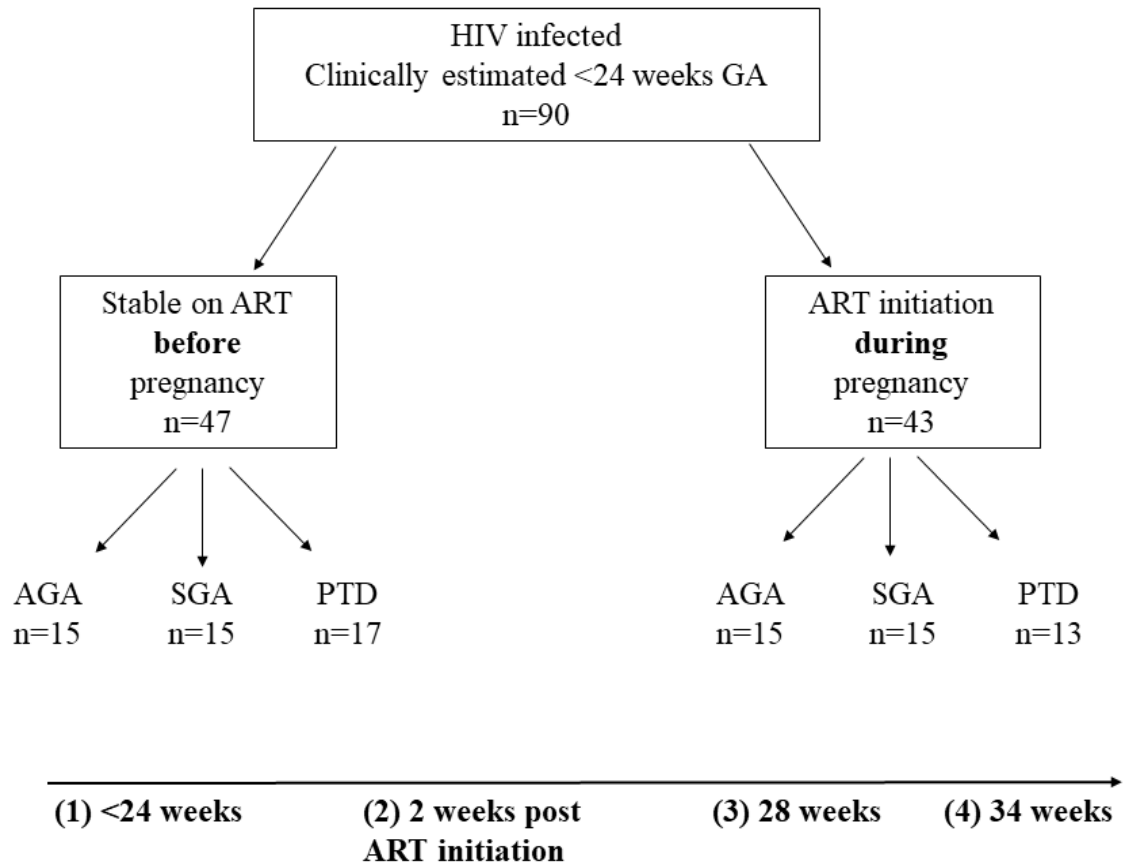 HIV infected
Clinically estimated <24 weeks GA
n=90
Stable on ART
before
pregnancy
n=47
ART initiation
during
pregnancy
n=43
AGA
n=15
SGA
n=15
PTD
n=17
AGA
n=15
SGA
n=15
PTD
n=13
(1) <24 weeks
(2) 2 weeks post
ART initiation
(3) 28 weeks
(4) 34 weeks